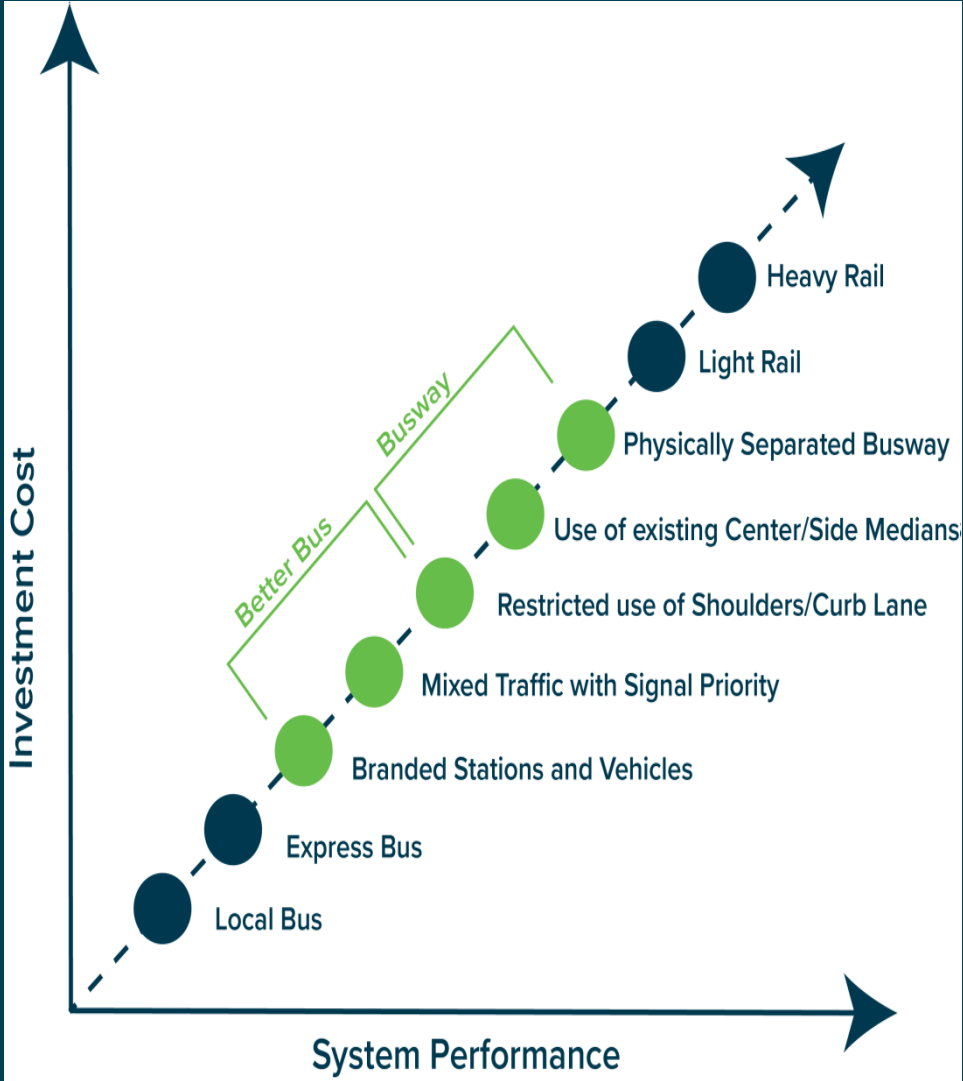 Heavy Rail
Light Rail
Busway
Physically Separated Busway
Use of existing Center/Side Medians
Better Bus
Restricted use of Shoulders/Curb Lane
Mixed Traffic with Signal Priority
Branded Stations and Vehicles
Express Bus
Local Bus
Investment Cost
System Performance